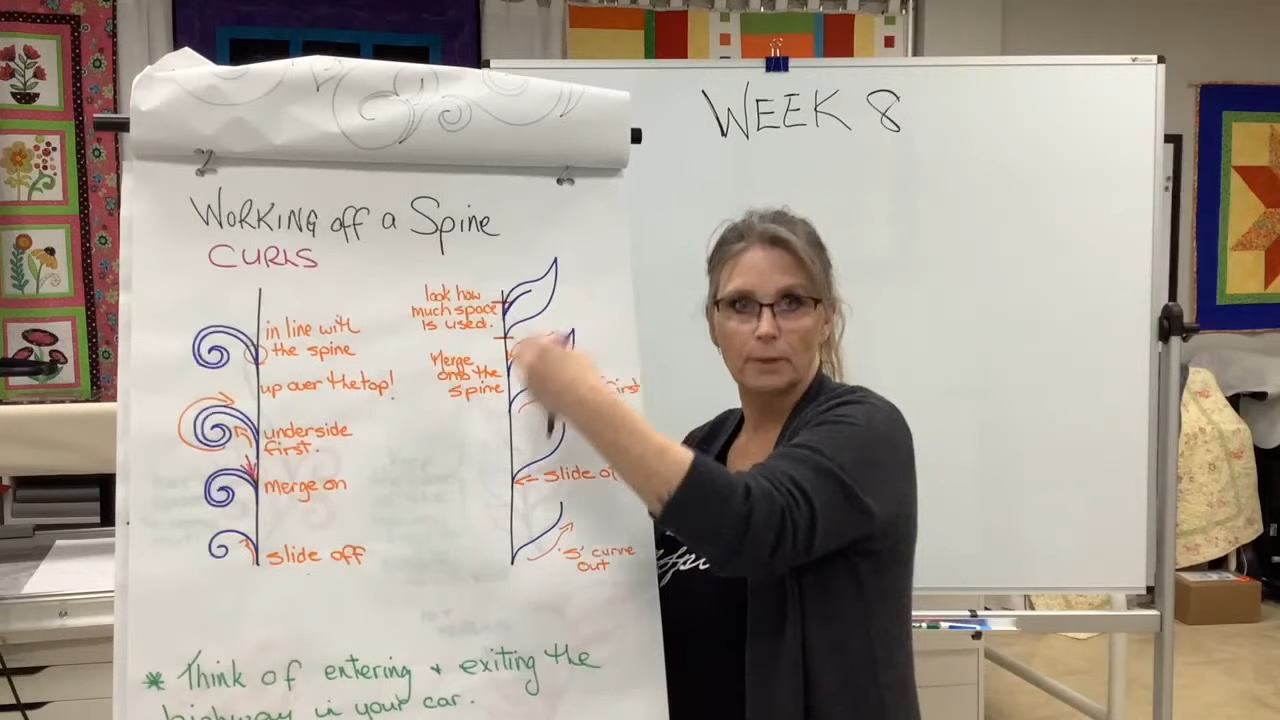 WEEK 8
WORKING off a Spine
CURLS
in line with
the spine
up over the top!
underside
first.
Merge on
slide off
look how
much space
is used.
Merge
onto the
spine
first
slide
'S' curve
out
* Think of entering + exiting the
highway in your car.